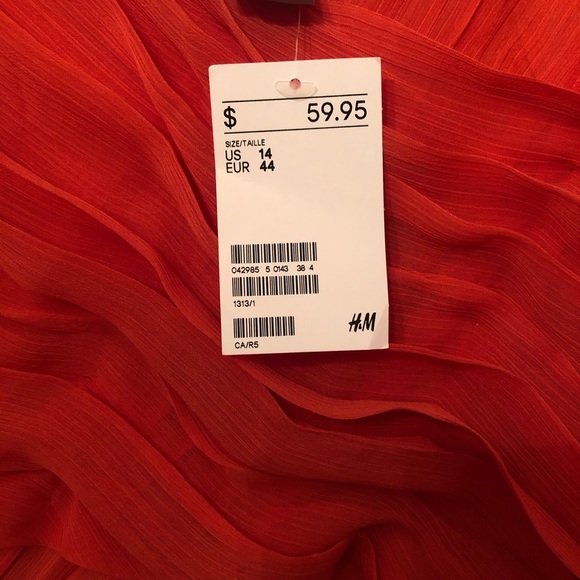 $ 59.95
SIZE/TAILLE
US 14
EUR 44
042985 5 0143 38 4
1313/1
CA/R5
H&M